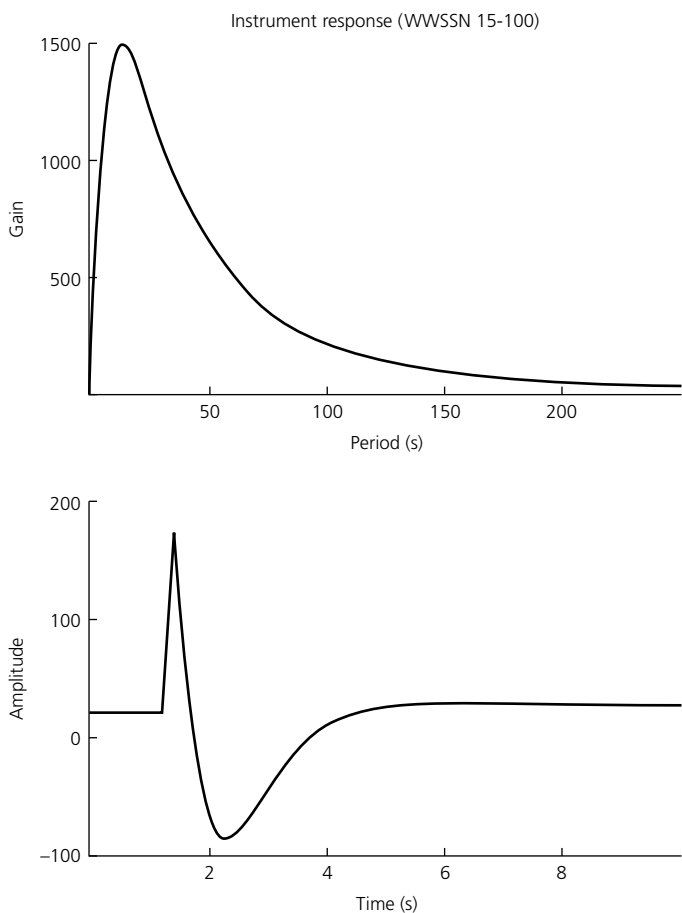 Instrument response (WWSSN 15-100)
1500
1000
500
Gain
50 100 150 200
Period (s)
200
100
0
–100
Amplitude
2 4 6 8
Time (s)